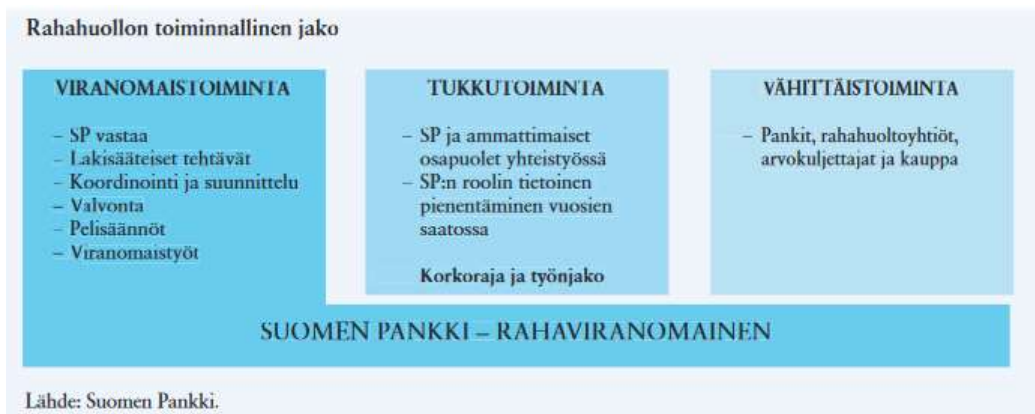 Rahahuollon toiminnallinen jako
VIRANOMAISTOIMINTA
– SP vastaa
– Lakisääteiset tehtävät
– Koordinointi ja suunnittelu
– Valvonta
– Pelisäännöt
– Viranomaistyöt
TUKKUTOIMINTA
– SP ja ammattimaiset
osapuolet yhteistyössä
– SP:n roolin tietoinen
pienentäminen vuosien
saatossa
Korkoraja ja työnjako
VÄHITTÄISTOIMINTA
– Pankit, rahahuoltoyhtiöt,
arvokuljettajat ja kauppa
SUOMEN PANKKI – RAHAVIRANOMAINEN
Lähde: Suomen Pankki.